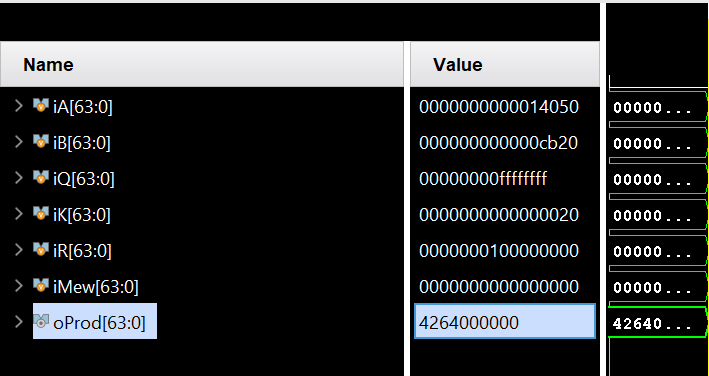 Name Value
iA[63:0] 0000000000014050 00000...
iB[63:0] 000000000000cb20 00000...
iQ[63:0] 00000000ffffffff 00000...
iK[63:0] 0000000000000020 00000...
iR[63:0] 0000000100000000 00000...
iMew[63:0] 0000000000000000 00000...
oProd[63:0] 4264000000 42640...